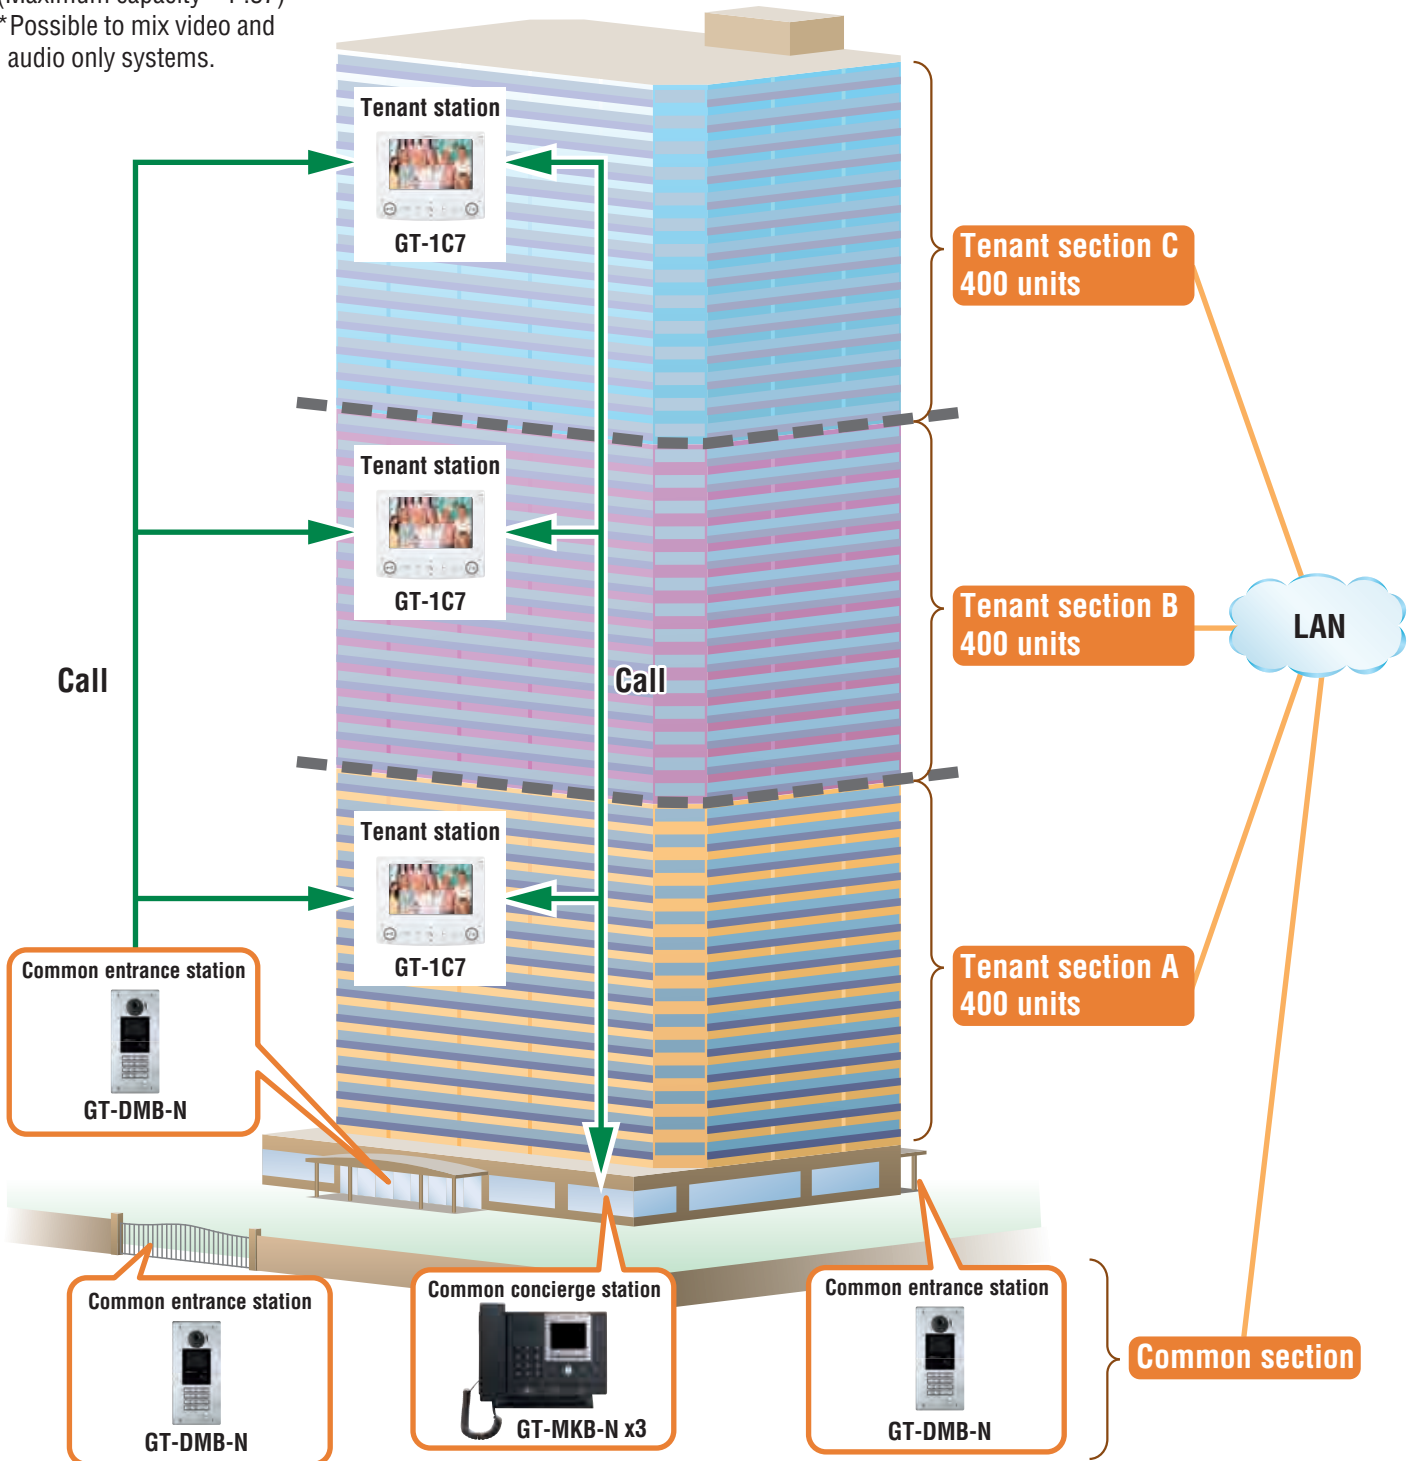 *Possible to mix video and
audio only systems.
Tenant station
GT-1C7
Tenant section C
400 units
Tenant station
GT-1C7
Tenant section B
400 units
LAN
Call
Call
Tenant station
GT-1C7
Tenant section A
400 units
Common entrance station
GT-DMB-N
Common entrance station
GT-DMB-N
Common concierge station
GT-MKB-N x3
Common entrance station
GT-DMB-N
Common section